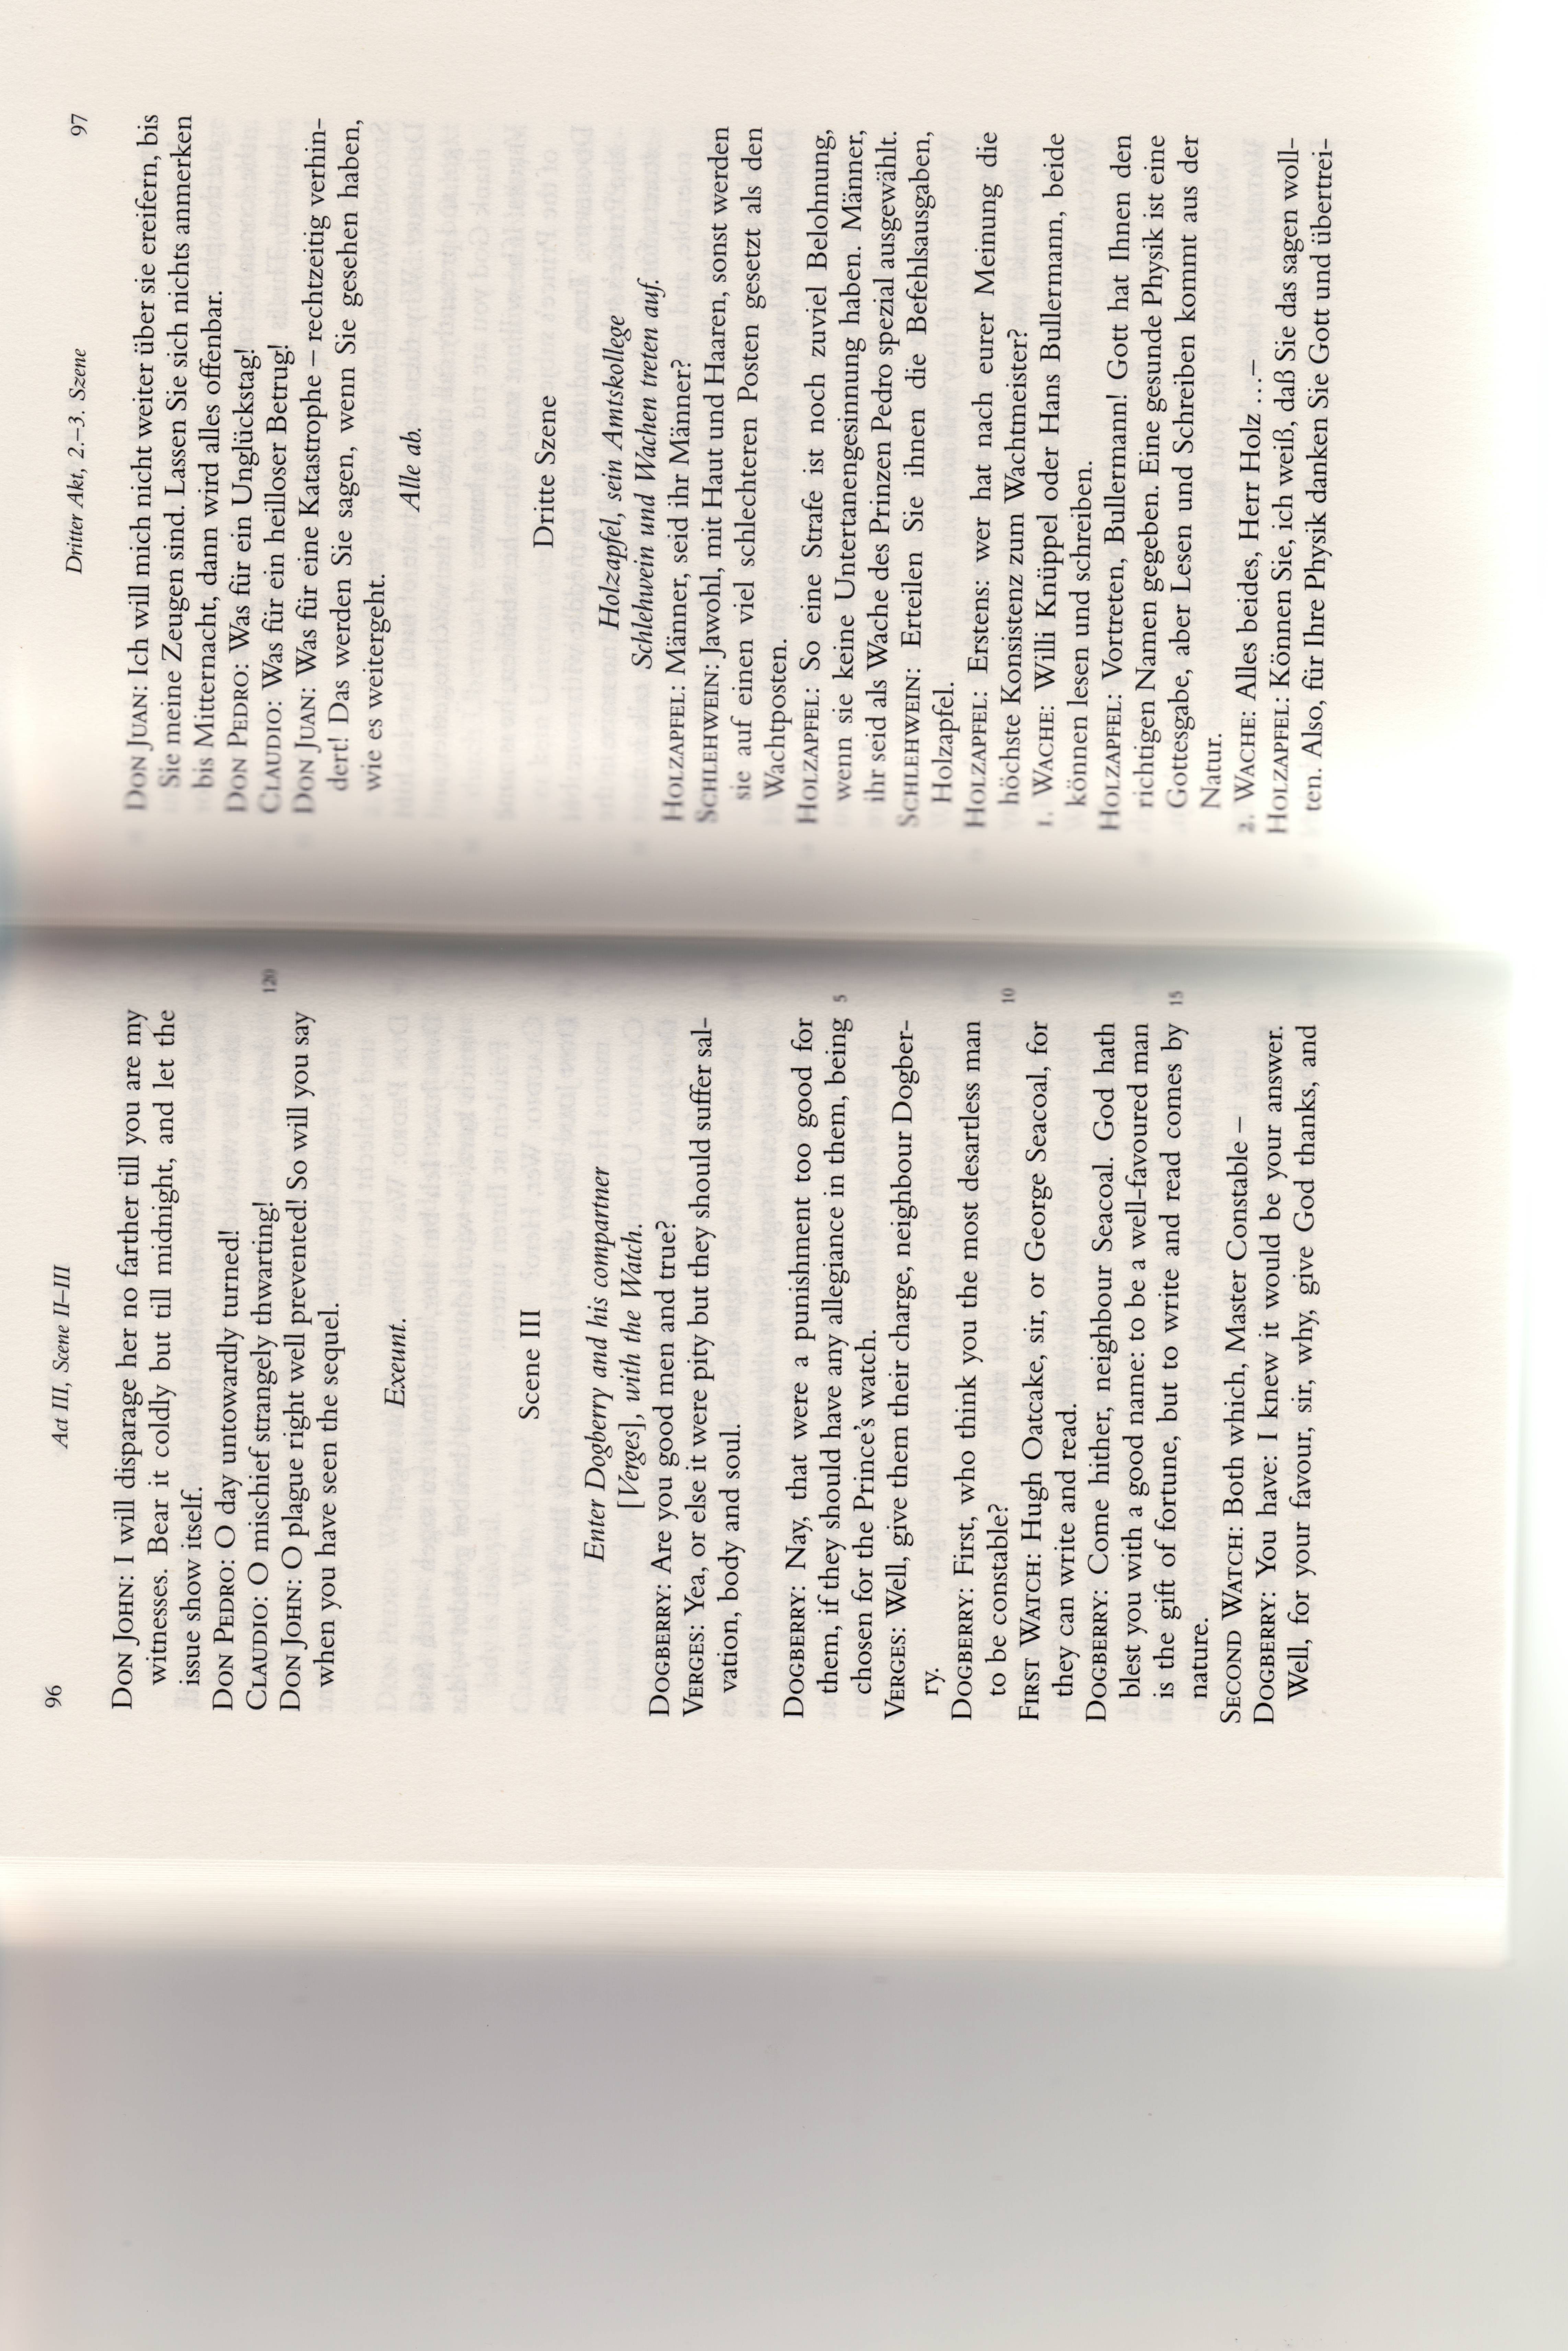 96
Act III, Scene II–III
DON JOHN: I will disparage her no farther till you are my
witnesses. Bear it coldly but till midnight, and let the
issue show itself.
DON PEDRO: O day untowardly turned!
CLAUDIO: O mischief strangely thwarting!
120
DON JOHN: O plague right well prevented! So will you say
when you have seen the sequel.
Exeunt.
Scene III
Enter Dogberry and his compartner
[Verges], with the Watch.
DOGBERRY: Are you good men and true?
VERGES: Yea, or else it were pity but they should suffer sal-
vation, body and soul.
DOGBERRY: Nay, that were a punishment too good for
them, if they should have any allegiance in them, being
5
chosen for the Prince's watch.
VERGES: Well, give them their charge, neighbour Dogber-
ry.
DOGBERRY: First, who think you the most desartless man
to be constable?
10
FIRST WATCH: Hugh Oatcake, sir, or George Seacoal, for
they can write and read.
DOGBERRY: Come hither, neighbour Seacoal. God hath
blest you with a good name: to be a well-favoured man
is the gift of fortune, but to write and read comes by
15
nature.
SECOND WATCH: Both which, Master Constable –
DOGBERRY: You have: I knew it would be your answer.
Well, for your favour, sir, why, give God thanks, and
Dritter Akt, 2.–3. Szene
97
DON JUAN: Ich will mich nicht weiter über sie ereifern, bis
Sie meine Zeugen sind. Lassen Sie sich nichts anmerken
bis Mitternacht, dann wird alles offenbar.
DON PEDRO: Was für ein Unglückstag!
CLAUDIO: Was für ein heilloser Betrug!
DON JUAN: Was für eine Katastrophe – rechtzeitig verhin-
dert! Das werden Sie sagen, wenn Sie gesehen haben,
wie es weitergeht.
Alle ab.
Dritte Szene
Holzapfel, sein Amtskollege
Schlehwein und Wachen treten auf.
HOLZAPFEL: Männer, seid ihr Männer?
SCHLEHWEIN: Jawohl, mit Haut und Haaren, sonst werden
sie auf einen viel schlechteren Posten gesetzt als den
Wachtposten.
HOLZAPFEL: So eine Strafe ist noch zuviel Belohnung,
wenn sie keine Untertanengesinnung haben. Männer,
ihr seid als Wache des Prinzen Pedro spezial ausgewählt.
SCHLEHWEIN: Erteilen Sie ihnen die Befehlsausgaben,
Holzapfel.
HOLZAPFEL: Erstens: wer hat nach eurer Meinung die
höchste Konsistenz zum Wachtmeister?
1. WACHE: Willi Knüppel oder Hans Bullermann, beide
können lesen und schreiben.
HOLZAPFEL: Vortreten, Bullermann! Gott hat Ihnen den
richtigen Namen gegeben. Eine gesunde Physik ist eine
Gottesgabe, aber Lesen und Schreiben kommt aus der
Natur.
2. WACHE: Alles beides, Herr Holz …–
HOLZAPFEL: Können Sie, ich weiß, daß Sie das sagen woll-
ten. Also, für Ihre Physik danken Sie Gott und übertrei-